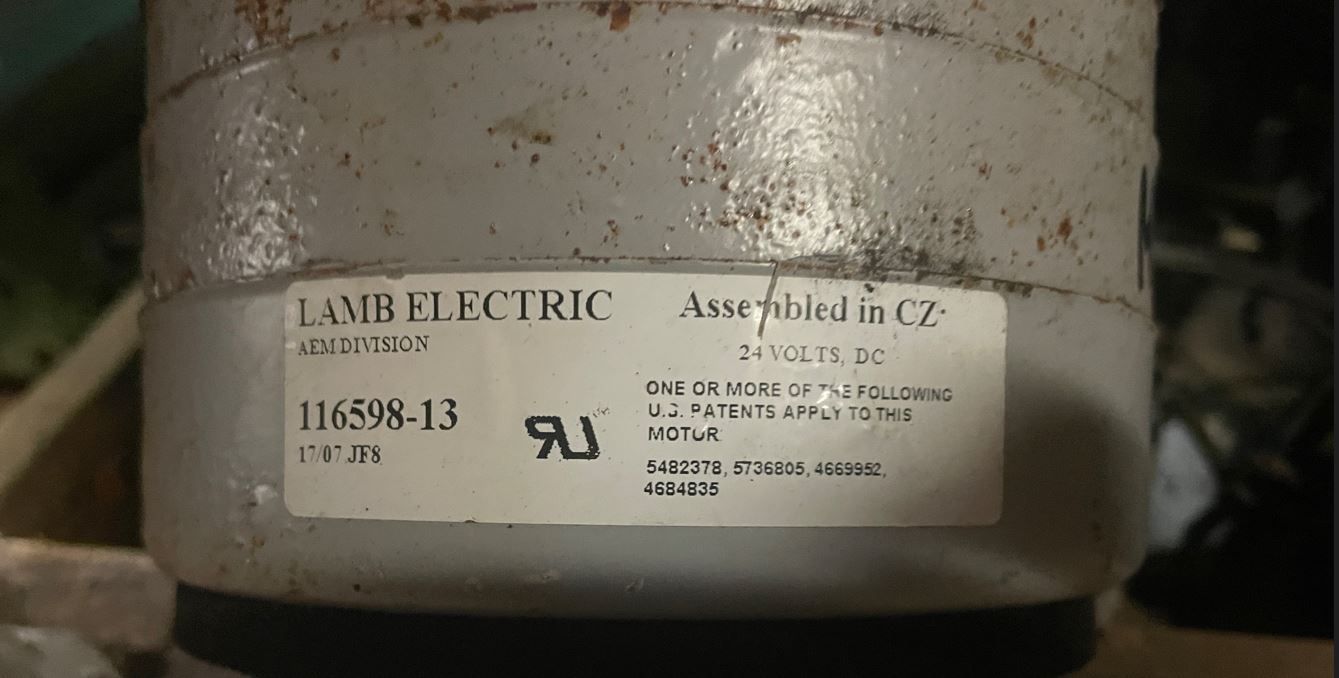 LAMB ELECTRIC
AEM DIVISION
116598-13
17/07 JF8
Assembled in CZ.
24 VOLTS, DC
ONE OR MORE OF THE FOLLOWING
U.S. PATENTS APPLY TO THIS
MOTOR
5482378, 5736805, 4669952,
4684835